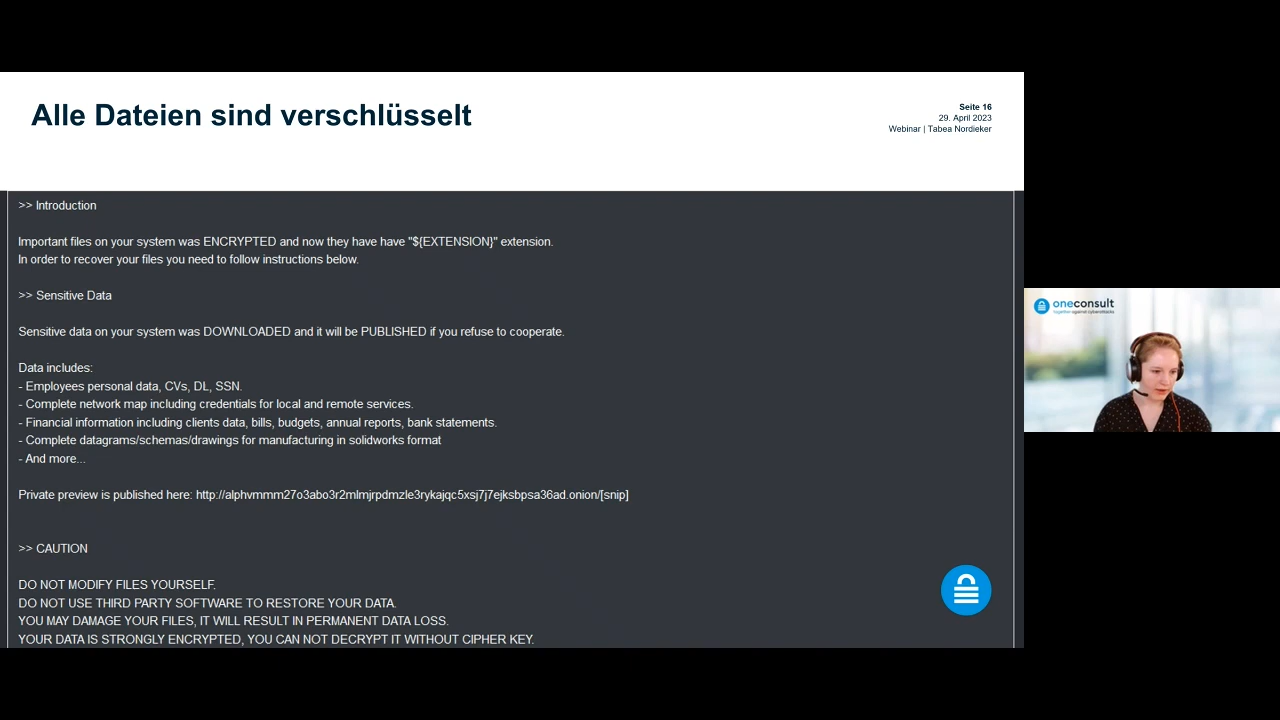 Alle Dateien sind verschlüsselt
Seite 16
29. April 2023
Webinar | Tabea Nordieker
>> Introduction
Important files on your system was ENCRYPTED and now they have have "${EXTENSION}" extension.
In order to recover your files you need to follow instructions below.
>> Sensitive Data
Sensitive data on your system was DOWNLOADED and it will be PUBLISHED if you refuse to cooperate.
Data includes:
- Employees personal data, CVs, DL, SSN.
- Complete network map including credentials for local and remote services.
- Financial information including clients data, bills, budgets, annual reports, bank statements.
- Complete datagrams/schemas/drawings for manufacturing in solidworks format
- And more...
Private preview is published here: http://alphvmmm27o3abo3r2mlmjrpdmzle3rykajqc5xsj7j7ejksbpsa36ad.onion/[snip]
>> CAUTION
DO NOT MODIFY FILES YOURSELF.
DO NOT USE THIRD PARTY SOFTWARE TO RESTORE YOUR DATA.
YOU MAY DAMAGE YOUR FILES, IT WILL RESULT IN PERMANENT DATA LOSS.
YOUR DATA IS STRONGLY ENCRYPTED, YOU CAN NOT DECRYPT IT WITHOUT CIPHER KEY.
oneconsult
together against cyberattacks